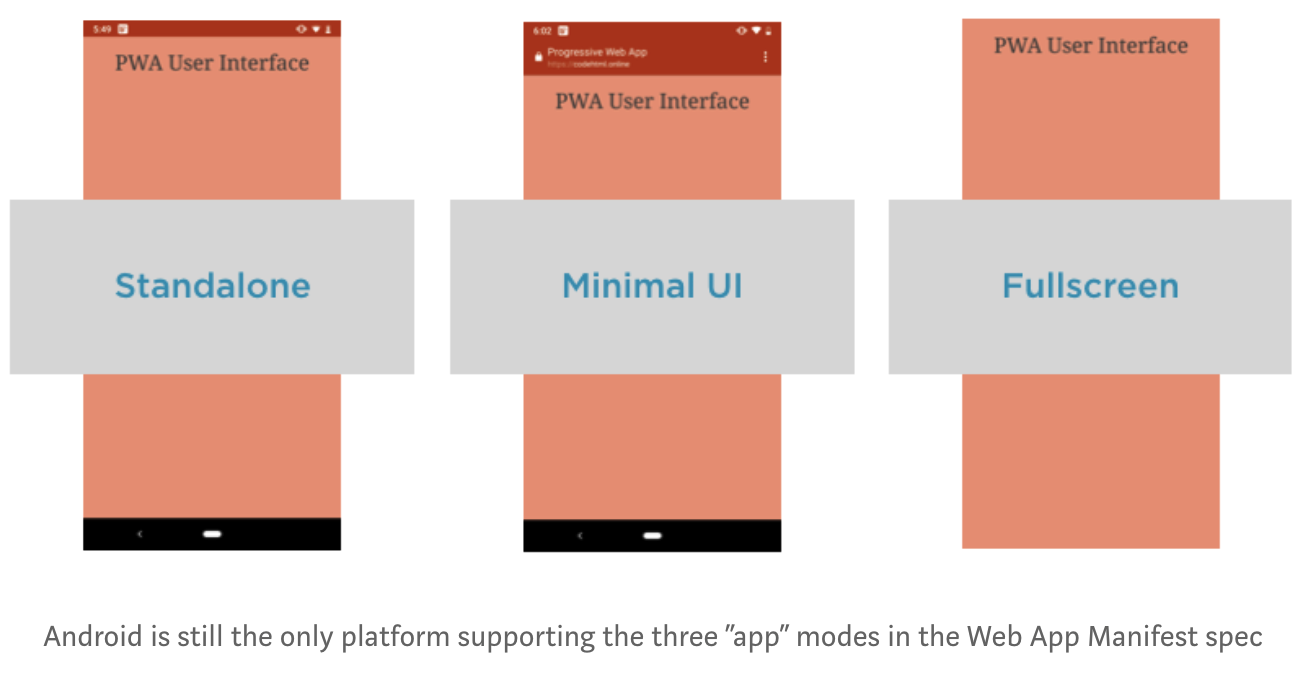 5:49
PWA User Interface
Standalone
6:02
Progressive Web App
https://codehtml.online
PWA User Interface
Minimal UI
PWA User Interface
Fullscreen
Android is still the only platform supporting the three "app" modes in the Web App Manifest spec